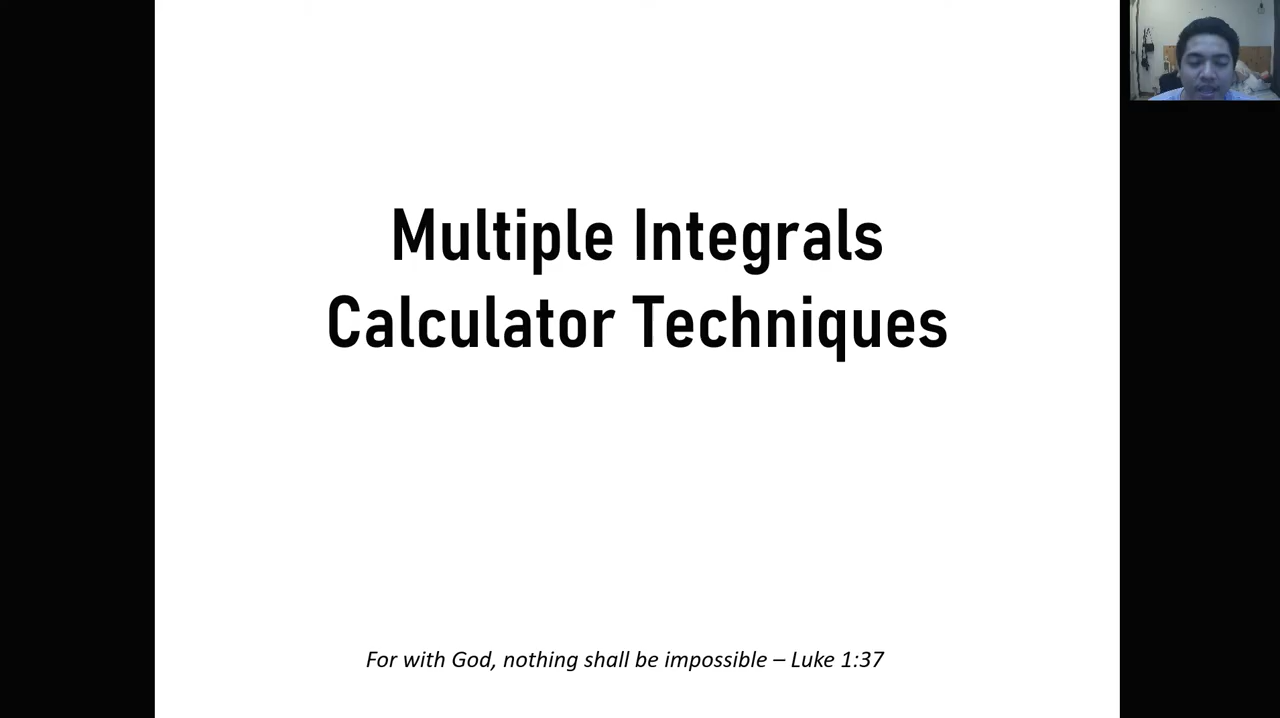 Multiple Integrals
Calculator Techniques
For with God, nothing shall be impossible – Luke 1:37